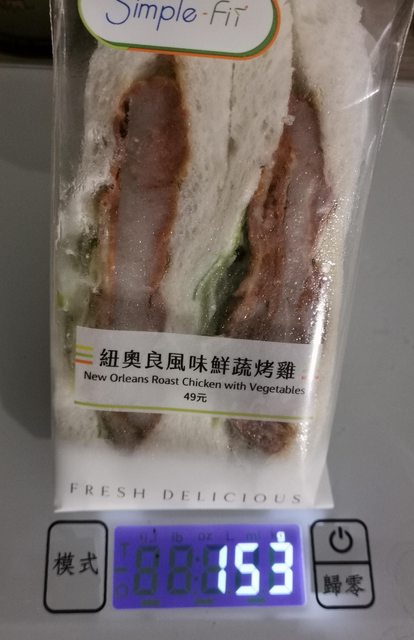 Simple-Fit
紐奧良風味鮮蔬烤雞
New Orleans Roast Chicken with Vegetables
49元
FRESH DELICIOUS
模式
153
歸零